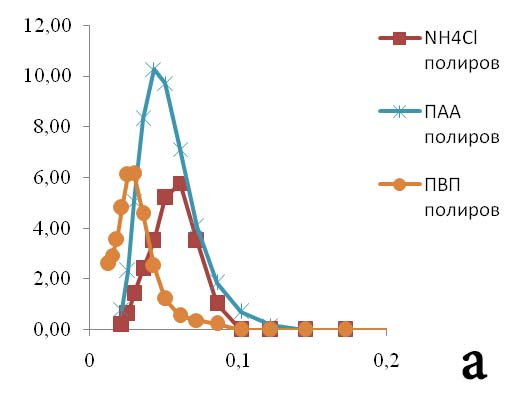 12,00
10,00
8,00
6,00
4,00
2,00
0,00
0
0,1
0,2
NH4Cl
полиров
ПАА
полиров
ПВП
полиров
а